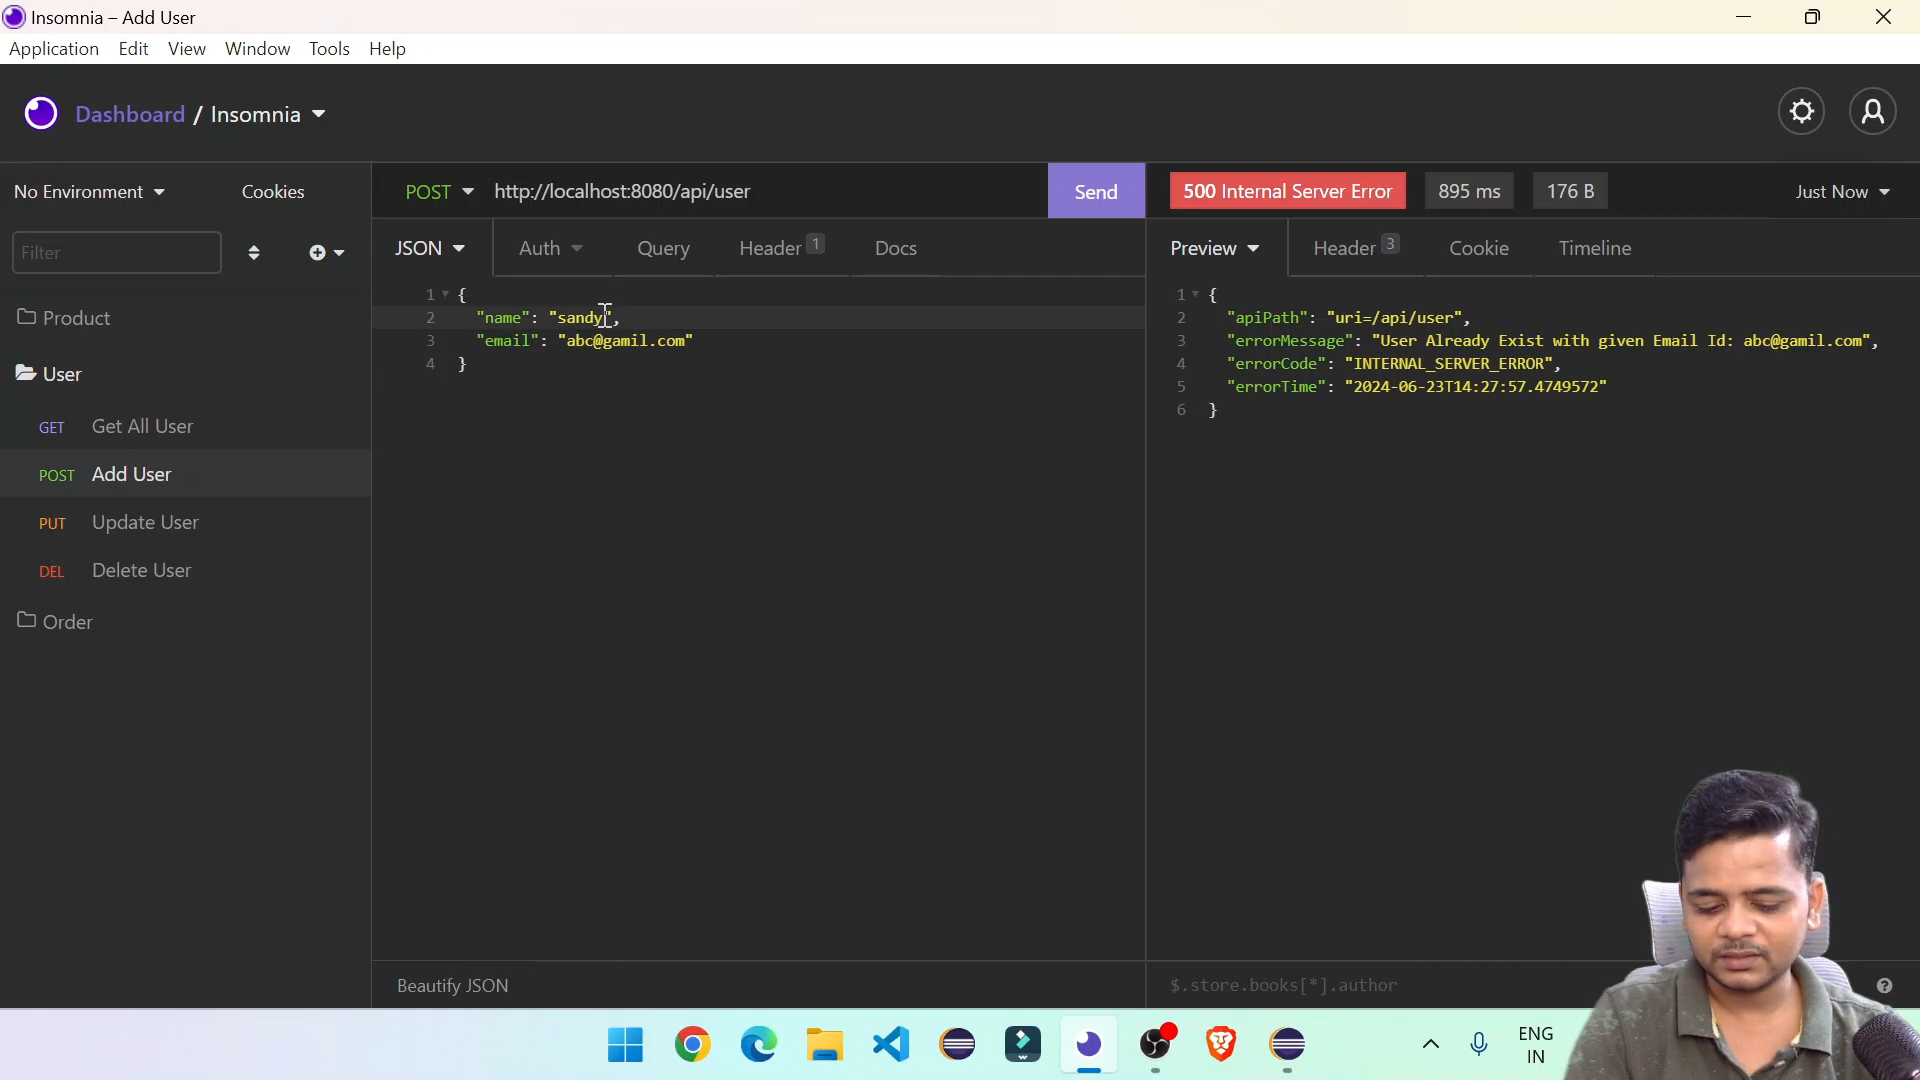 Insomnia – Add User
Application Edit View Window Tools Help
Dashboard / Insomnia
No Environment Cookies
POST http://localhost:8080/api/user Send
500 Internal Server Error 895 ms 176 B Just Now
Filter
JSON Auth Query Header 1 Docs
Preview Header 3 Cookie Timeline
Product
User
GET Get All User
POST Add User
PUT Update User
DEL Delete User
Order
1 {
2 "name": "sandy",
3 "email": "abc@gamil.com"
4 }
1 {
2 "apiPath": "uri=/api/user",
3 "errorMessage": "User Already Exist with given Email Id: abc@gamil.com",
4 "errorCode": "INTERNAL_SERVER_ERROR",
5 "errorTime": "2024-06-23T14:27:57.4749572"
6 }
Beautify JSON
$.store.books[*].author
ENG
IN